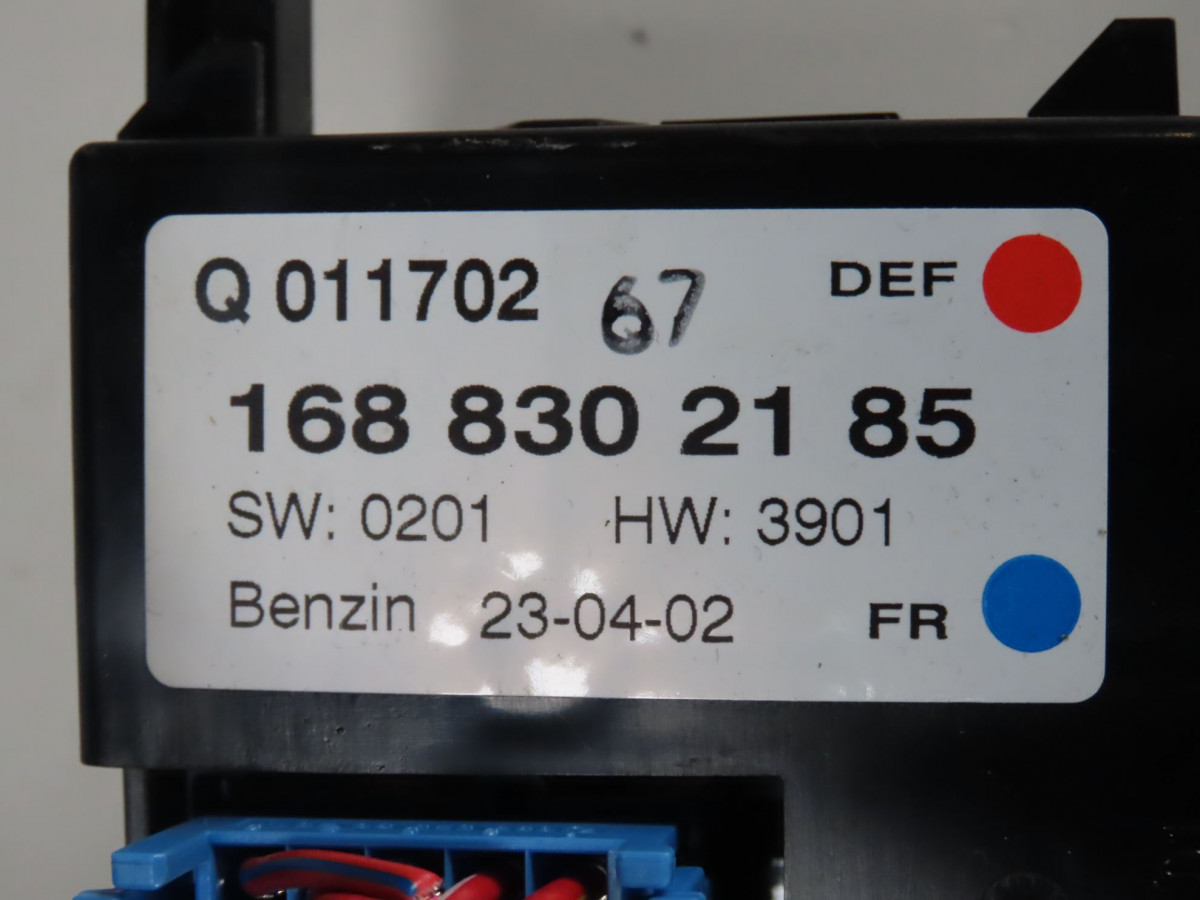 Q 011702 67 DEF
168 830 21 85
SW: 0201 HW: 3901
Benzin 23-04-02 FR